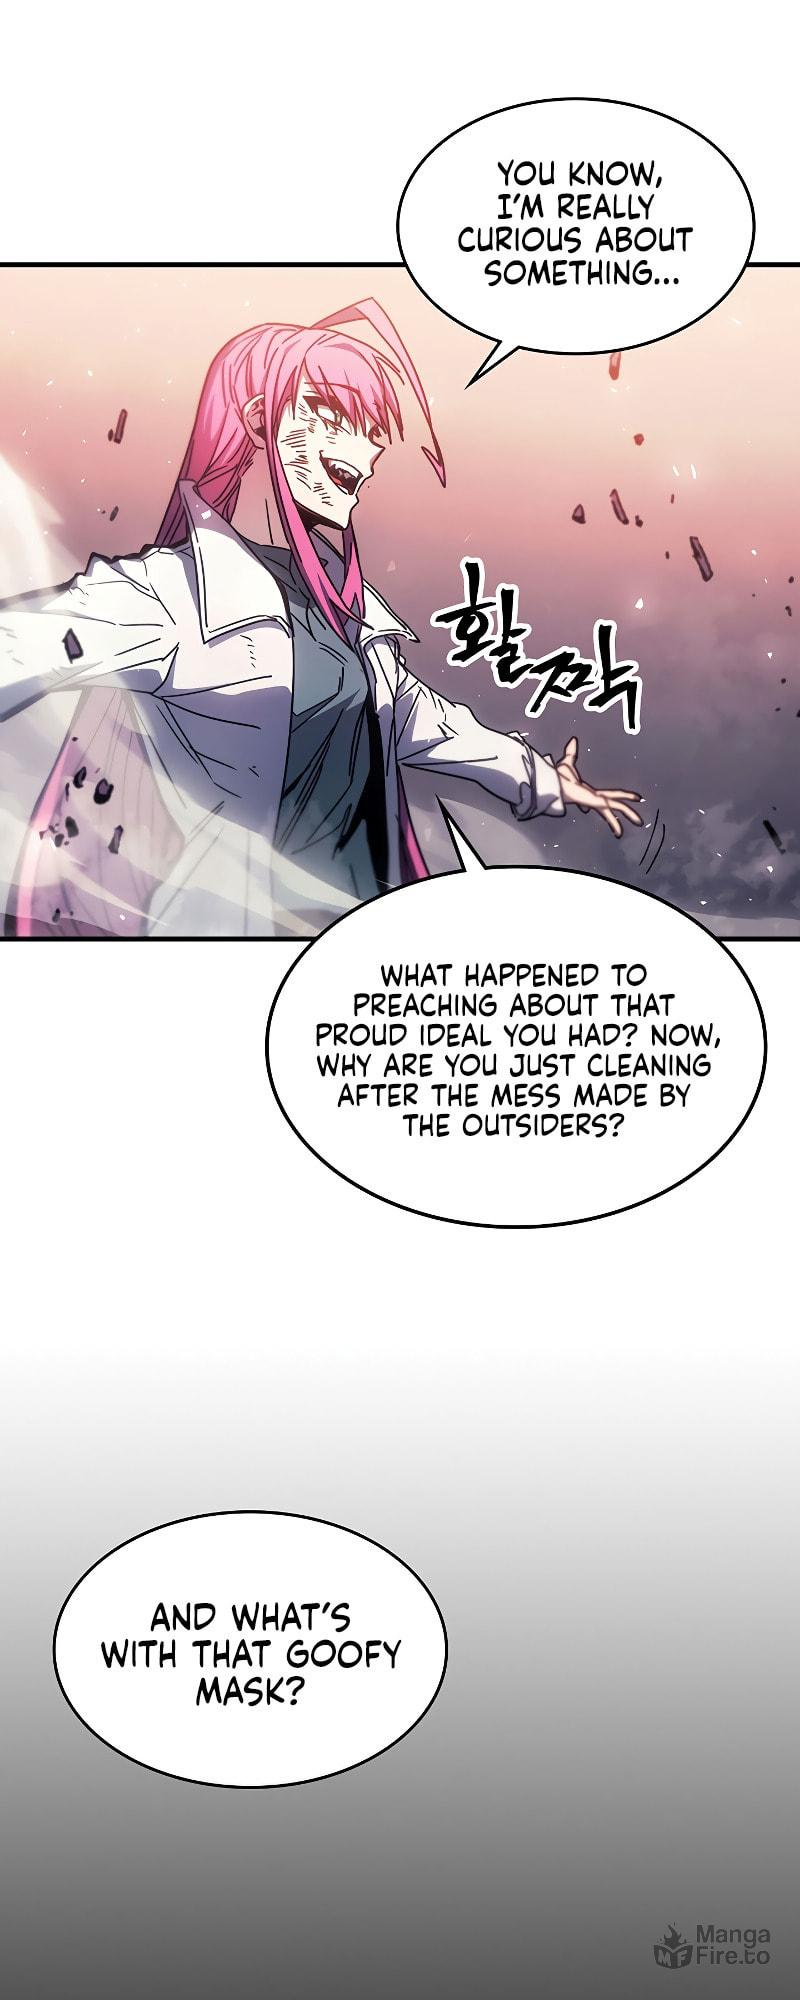 YOU KNOW,
I'M REALLY
CURIOUS ABOUT
SOMETHING...
활짝
WHAT HAPPENED TO
PREACHING ABOUT THAT
PROUD IDEAL YOU HAD? NOW,
WHY ARE YOU JUST CLEANING
AFTER THE MESS MADE BY
THE OUTSIDERS?
AND WHAT'S
WITH THAT GOOFY
MASK?
MF
Manga
Fire.to